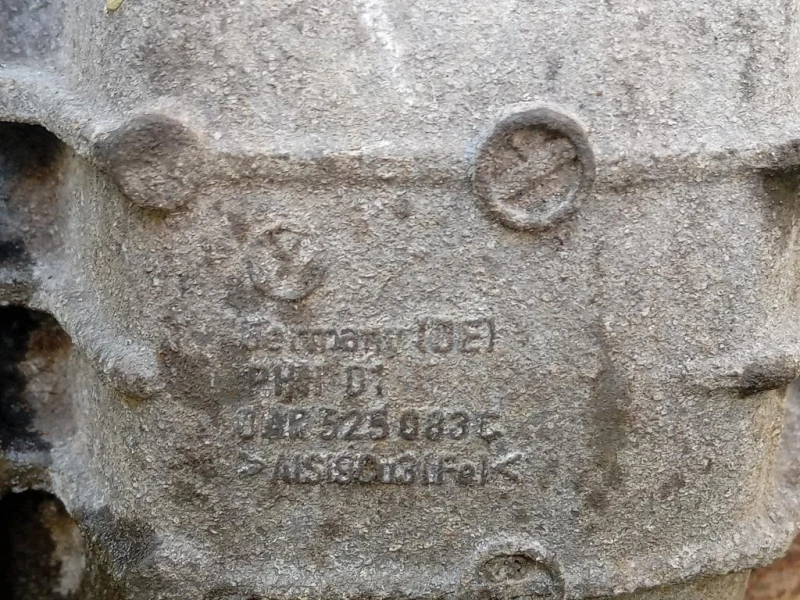 Germany (DE)
0AR 525 083 C
>AlSi9Cu3(Fe)<